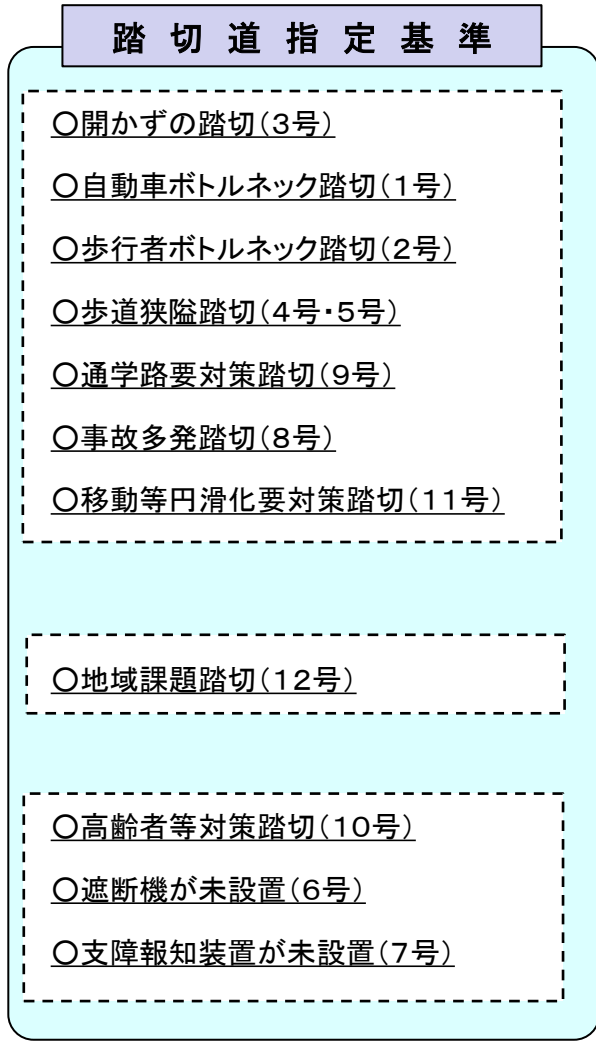 踏切道指定基準
○開かずの踏切(3号)
○自動車ボトルネック踏切(1号)
○歩行者ボトルネック踏切(2号)
○歩道狭隘踏切(4号・5号)
○通学路要対策踏切(9号)
○事故多発踏切(8号)
○移動等円滑化要対策踏切(11号)
○地域課題踏切(12号)
○高齢者等対策踏切(10号)
○遮断機が未設置(6号)
○支障報知装置が未設置(7号)